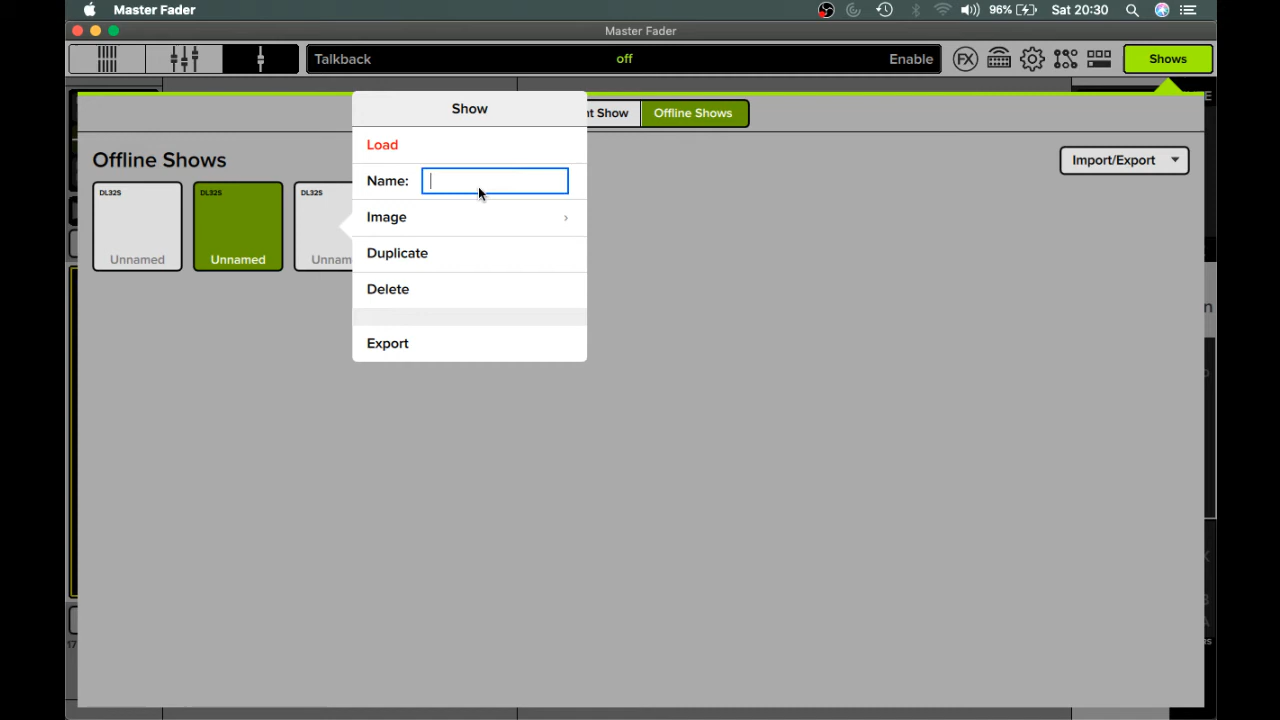 Master Fader
96%
Sat 20:30
Master Fader
Talkback
off
Enable
FX
Shows
Show
nt Show
Offline Shows
Offline Shows
Import/Export
Load
Name:
Image
Duplicate
Delete
Export
DL32S
Unnamed
DL32S
Unnamed
DL32S
Unnam